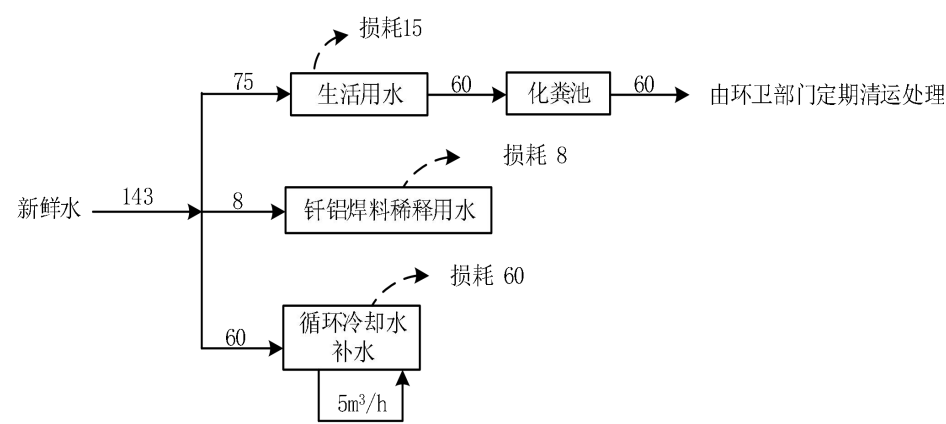 损耗15
75
生活用水
60
化粪池
60
由环卫部门定期清运处理
损耗 8
新鲜水
143
8
钎铝焊料稀释用水
损耗 60
60
循环冷却水
补水
5m³/h